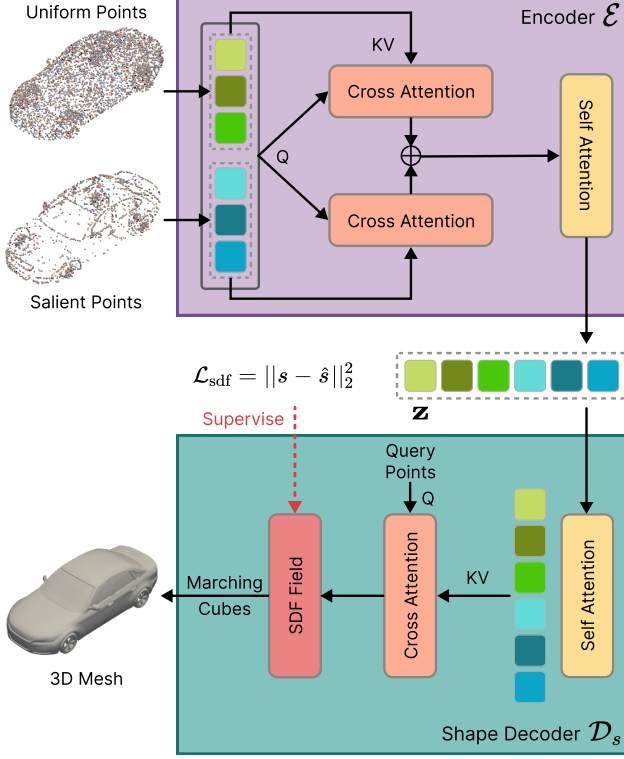 Uniform Points
Encoder ℰ
KV
Cross Attention
Q
Self Attention
Cross Attention
Salient Points
ℒ_sdf = ||s − ŝ||₂²
z
Supervise
Query
Points
Q
SDF Field
Cross Attention
KV
Self Attention
Marching
Cubes
3D Mesh
Shape Decoder 𝒟ₛ